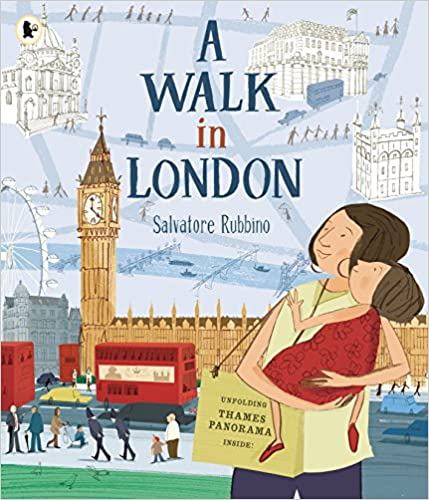 A
WALK
in
LONDON
Salvatore Rubbino
UNFOLDING
THAMES
PANORAMA
INSIDE!